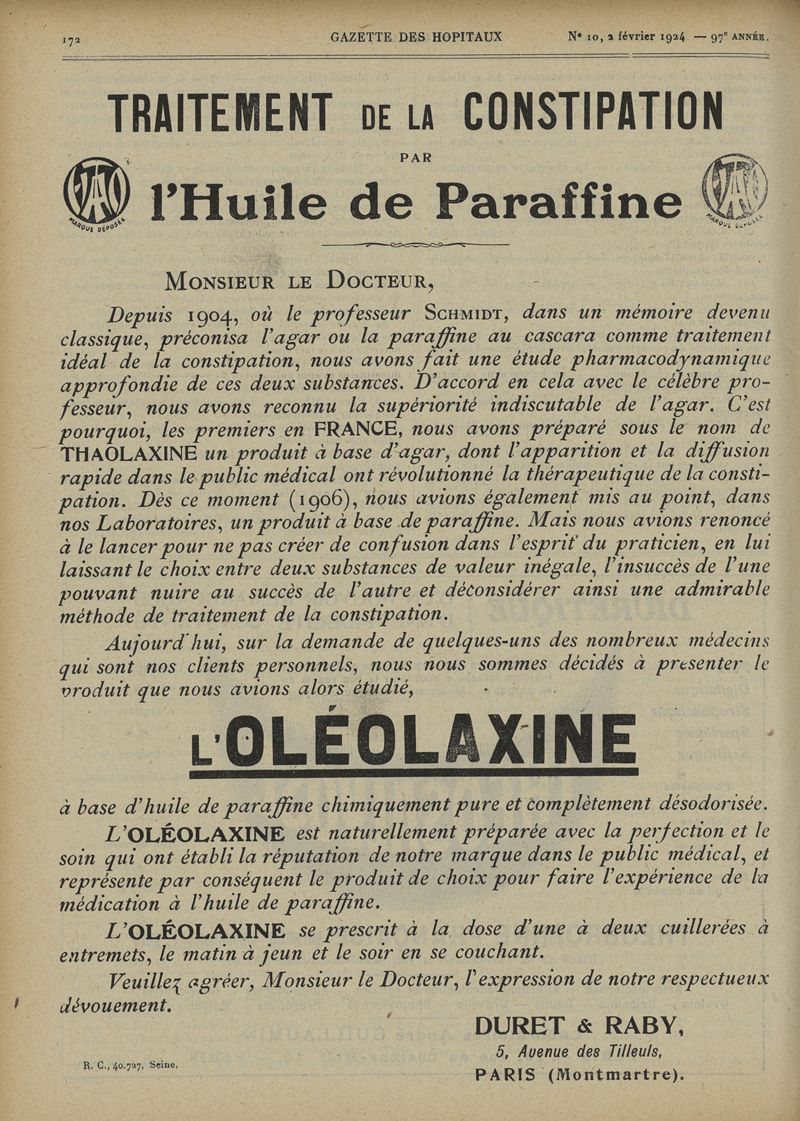 172
GAZETTE DES HOPITAUX
N° 10, 2 février 1924 — 97e ANNÉE.
TRAITEMENT DE LA CONSTIPATION
PAR
l'Huile de Paraffine
MARQUE DÉPOSÉE
MARQUE DÉPOSÉE
MONSIEUR LE DOCTEUR,
Depuis 1904, où le professeur SCHMIDT, dans un mémoire devenu
classique, préconisa l'agar ou la paraffine au cascara comme traitement
idéal de la constipation, nous avons fait une étude pharmacodynamique
approfondie de ces deux substances. D'accord en cela avec le célèbre pro-
fesseur, nous avons reconnu la supériorité indiscutable de l'agar. C'est
pourquoi, les premiers en FRANCE, nous avons préparé sous le nom de
THAOLAXINE un produit à base d'agar, dont l'apparition et la diffusion
rapide dans le public médical ont révolutionné la thérapeutique de la consti-
pation. Dès ce moment (1906), nous avions également mis au point, dans
nos Laboratoires, un produit à base de paraffine. Mais nous avions renoncé
à le lancer pour ne pas créer de confusion dans l'esprit du praticien, en lui
laissant le choix entre deux substances de valeur inégale, l'insuccès de l'une
pouvant nuire au succès de l'autre et déconsidérer ainsi une admirable
méthode de traitement de la constipation.
Aujourd'hui, sur la demande de quelques-uns des nombreux médecins
qui sont nos clients personnels, nous nous sommes décidés à présenter le
produit que nous avions alors étudié,
L'OLÉOLAXINE
à base d'huile de paraffine chimiquement pure et complètement désodorisée.
L'OLÉOLAXINE est naturellement préparée avec la perfection et le
soin qui ont établi la réputation de notre marque dans le public médical, et
représente par conséquent le produit de choix pour faire l'expérience de la
médication à l'huile de paraffine.
L'OLÉOLAXINE se prescrit à la dose d'une à deux cuillerées à
entremets, le matin à jeun et le soir en se couchant.
Veuillez agréer, Monsieur le Docteur, l'expression de notre respectueux
dévouement.
DURET & RABY,
5, Avenue des Tilleuls,
PARIS (Montmartre).
R. C., 40.727, Seine.